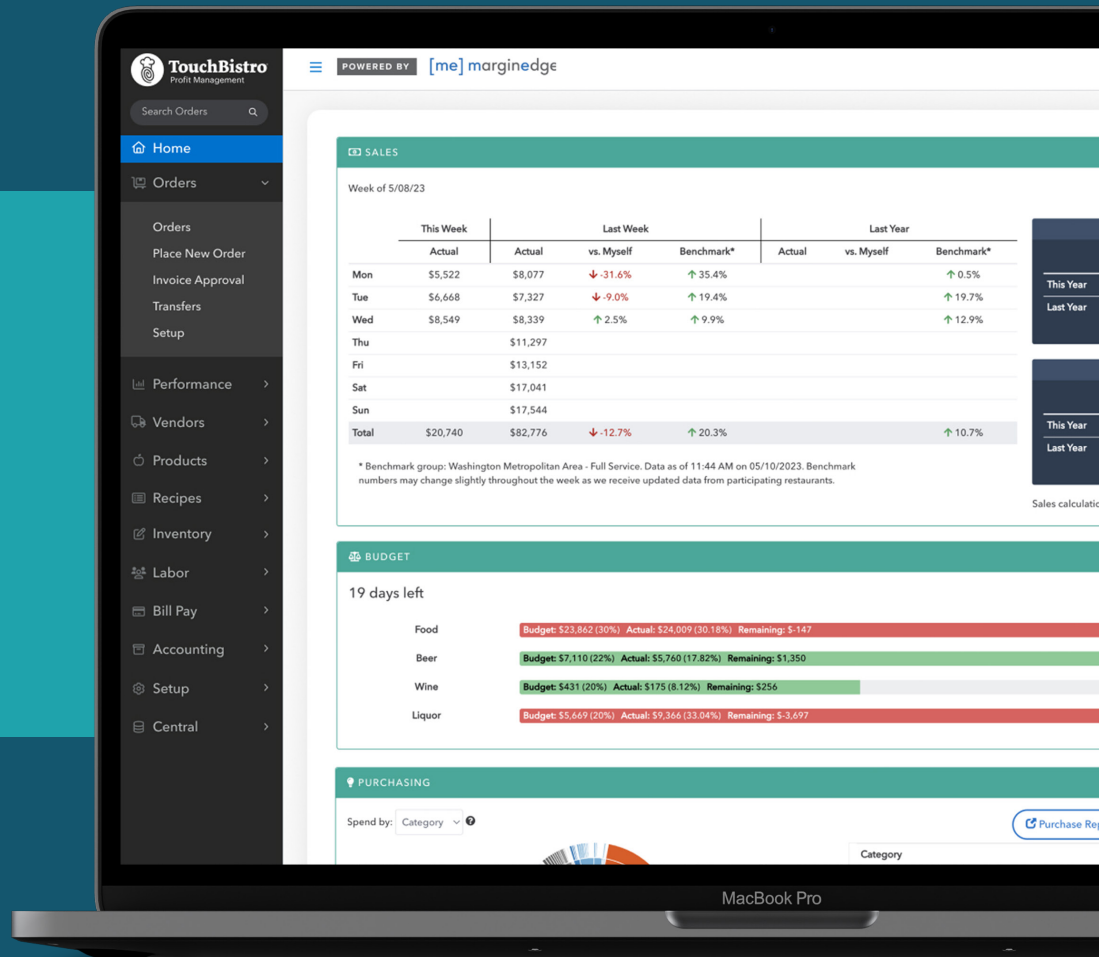 TouchBistro
Profit Management
POWERED BY [me] marginedge
Search Orders
Home
Orders
Orders
Place New Order
Invoice Approval
Transfers
Setup
Performance
Vendors
Products
Recipes
Inventory
Labor
Bill Pay
Accounting
Setup
Central
SALES
Week of 5/08/23
This Week Last Week Last Year
Actual Actual vs. Myself Benchmark* Actual vs. Myself Benchmark*
Mon $5,522 $8,077 -31.6% 35.4% 0.5%
Tue $6,668 $7,327 -9.0% 19.4% 19.7%
Wed $8,549 $8,339 2.5% 9.9% 12.9%
Thu $11,297
Fri $13,152
Sat $17,041
Sun $17,544
Total $20,740 $82,776 -12.7% 20.3% 10.7%
* Benchmark group: Washington Metropolitan Area - Full Service. Data as of 11:44 AM on 05/10/2023. Benchmark
numbers may change slightly throughout the week as we receive updated data from participating restaurants.
This Year
Last Year
This Year
Last Year
Sales calculatio
BUDGET
19 days left
Food Budget: $23,862 (30%) Actual: $24,009 (30.18%) Remaining: $-147
Beer Budget: $7,110 (22%) Actual: $5,760 (17.82%) Remaining: $1,350
Wine Budget: $431 (20%) Actual: $175 (8.12%) Remaining: $256
Liquor Budget: $5,669 (20%) Actual: $9,366 (33.04%) Remaining: $-3,697
PURCHASING
Spend by: Category
Purchase Rep
Category
MacBook Pro